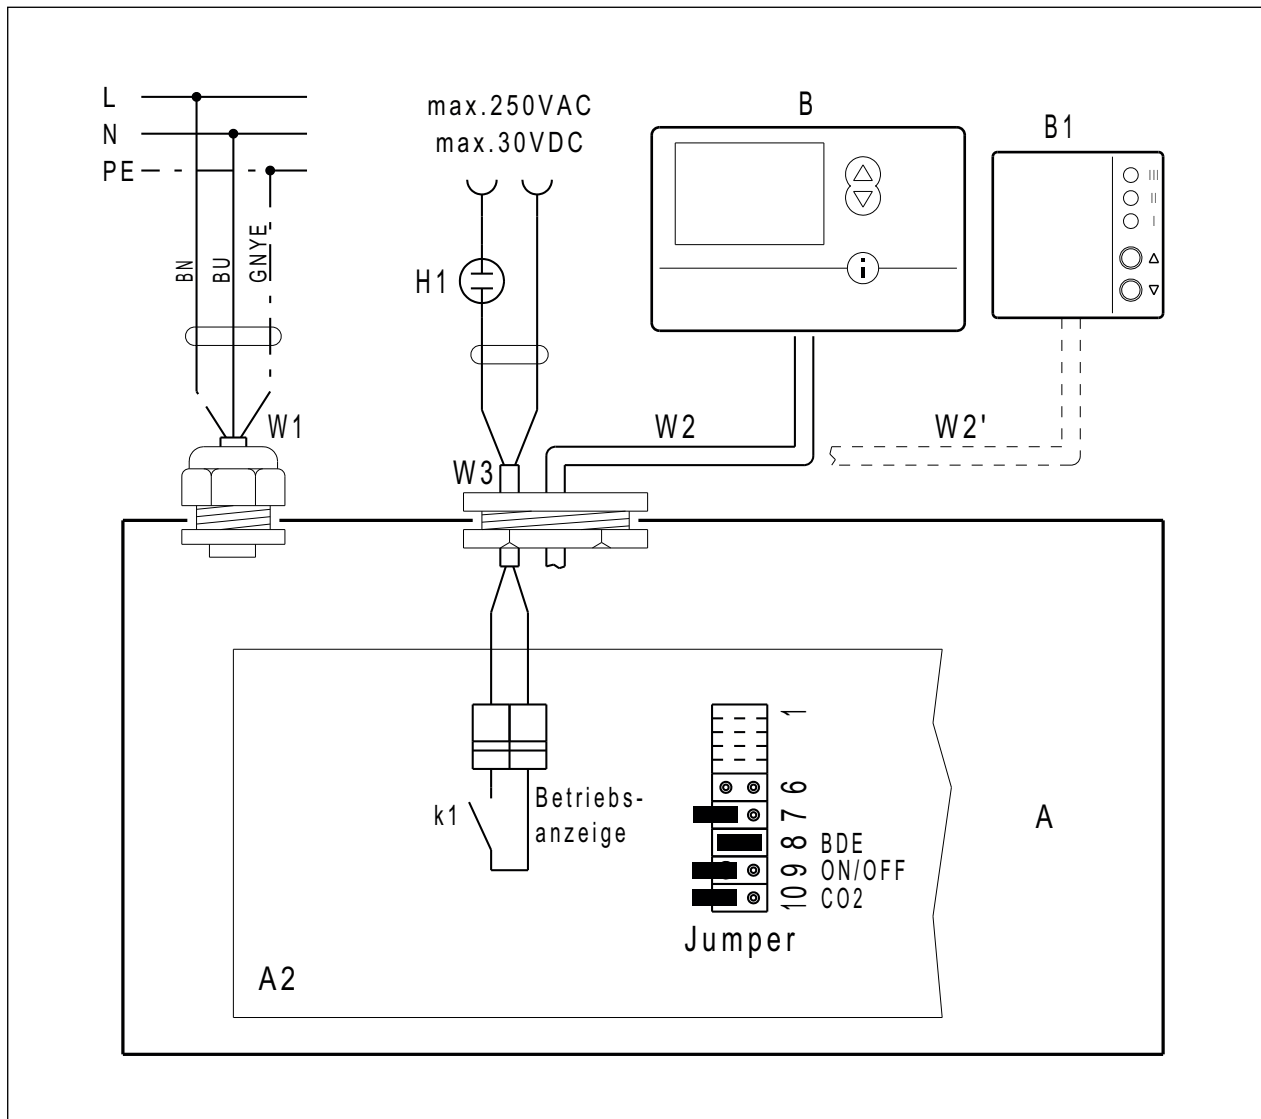 L
N
PE
BN
BU
GNYE
W1
max.250VAC
max.30VDC
H1
W3
B
B1
III
II
I
i
W2
W2'
k1
Betriebs-
anzeige
1
6
7
8 BDE
9 ON/OFF
10 CO2
Jumper
A
A2